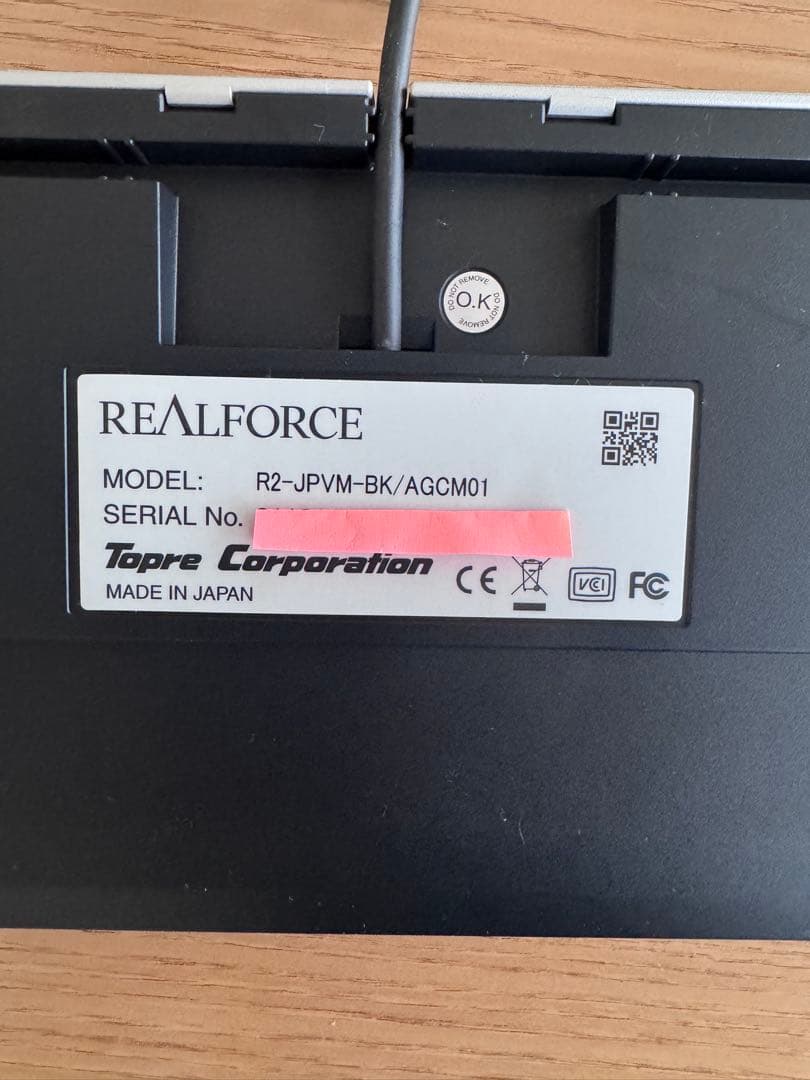 7
DO NOT REMOVE
O.K
DO NOT REMOVE
REALFORCE
MODEL: R2-JPVM-BK/AGCM01
SERIAL No.
Topre Corporation
MADE IN JAPAN
CE
VCI
FC